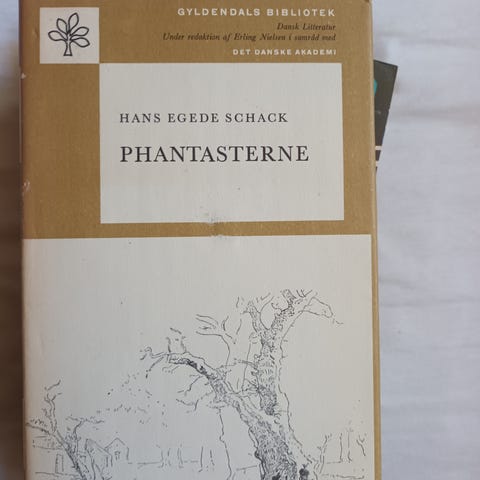 GYLDENDALS BIBLIOTEK
Dansk Litteratur
Under redaktion af Erling Nielsen i samråd med
DET DANSKE AKADEMI
HANS EGEDE SCHACK
PHANTASTERNE